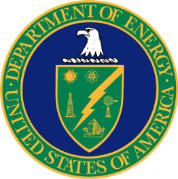 ·DEPARTMENT OF ENERGY·
UNITED STATES OF AMERICA